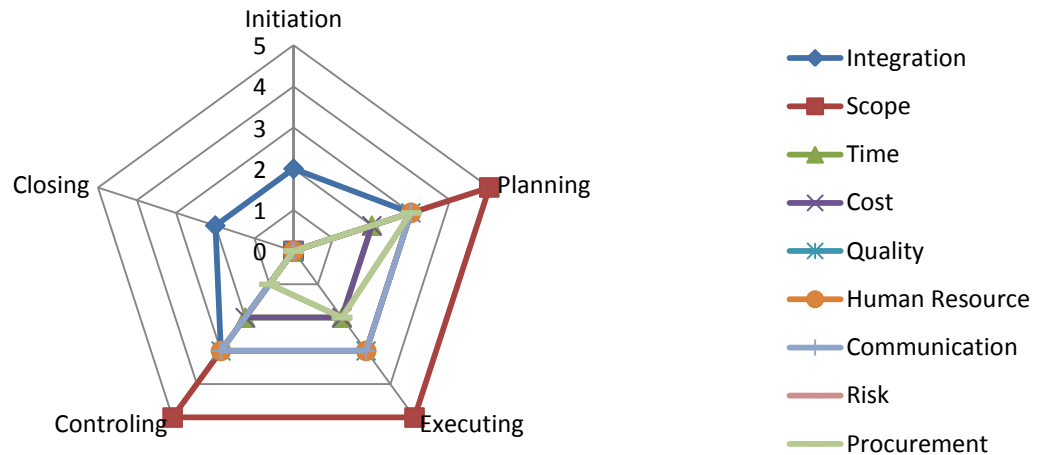 Initiation
5
4
3
2
1
0
Planning
Executing
Controling
Closing
Integration
Scope
Time
Cost
Quality
Human Resource
Communication
Risk
Procurement